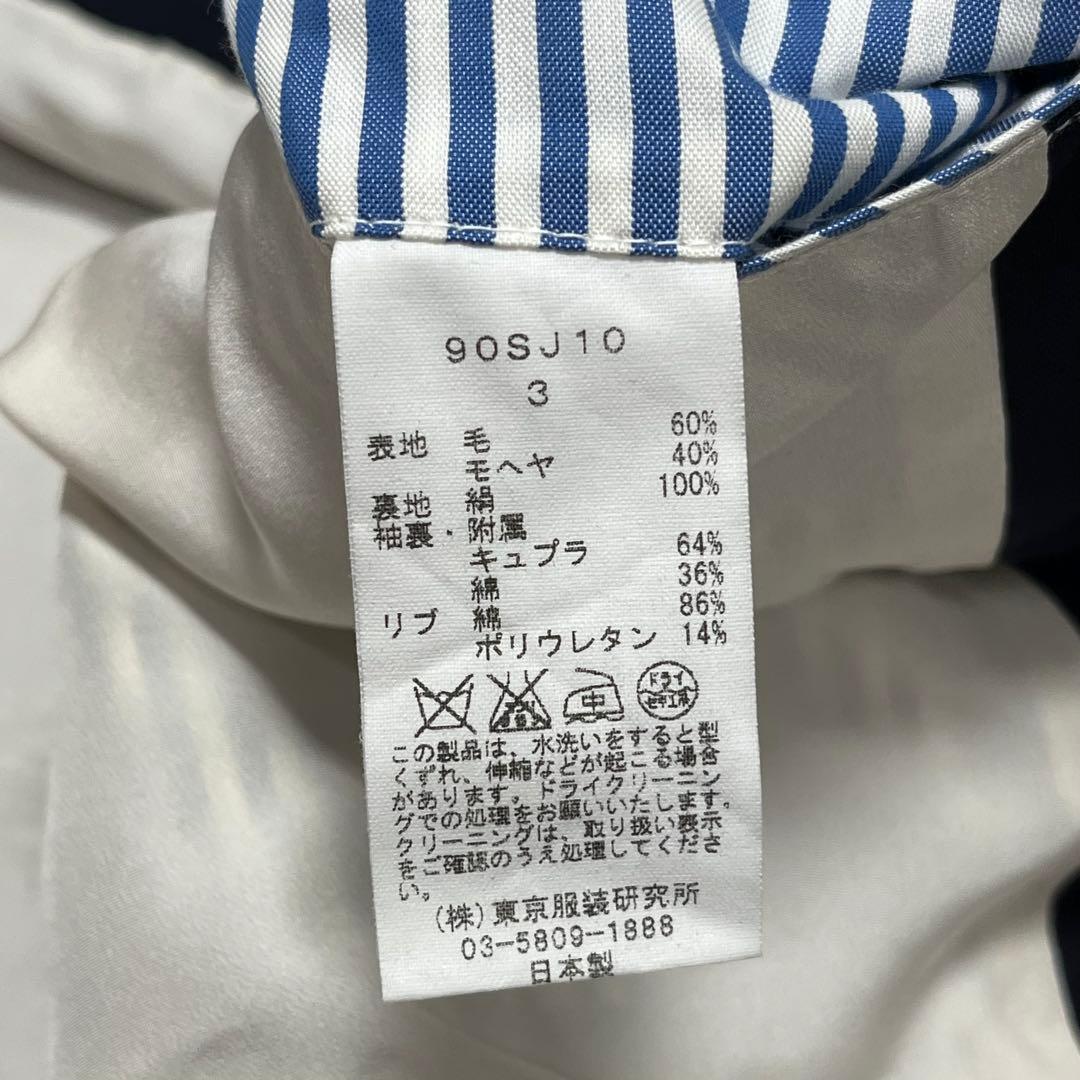 90SJ10
3
表地 毛 60%
モヘヤ 40%
裏地 絹 100%
袖裏・附属
キュプラ 64%
綿 36%
リブ 綿 86%
ポリウレタン 14%
中 ドライ
セキユ系
この製品は、水洗いをすると型
くずれ、伸縮などが起こる場合
があります。ドライクリーニン
グでの処理をお願いいたします。
クリーニングは、取り扱い表示
をご確認のうえ処理してくださ
い。
(株)東京服装研究所
03-5809-1888
日本製